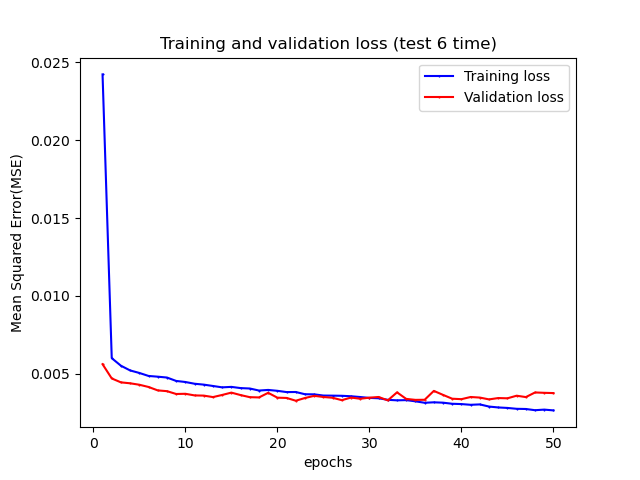 Training and validation loss (test 6 time)
Training loss
Validation loss
Mean Squared Error(MSE)
0.025
0.020
0.015
0.010
0.005
0 10 20 30 40 50
epochs